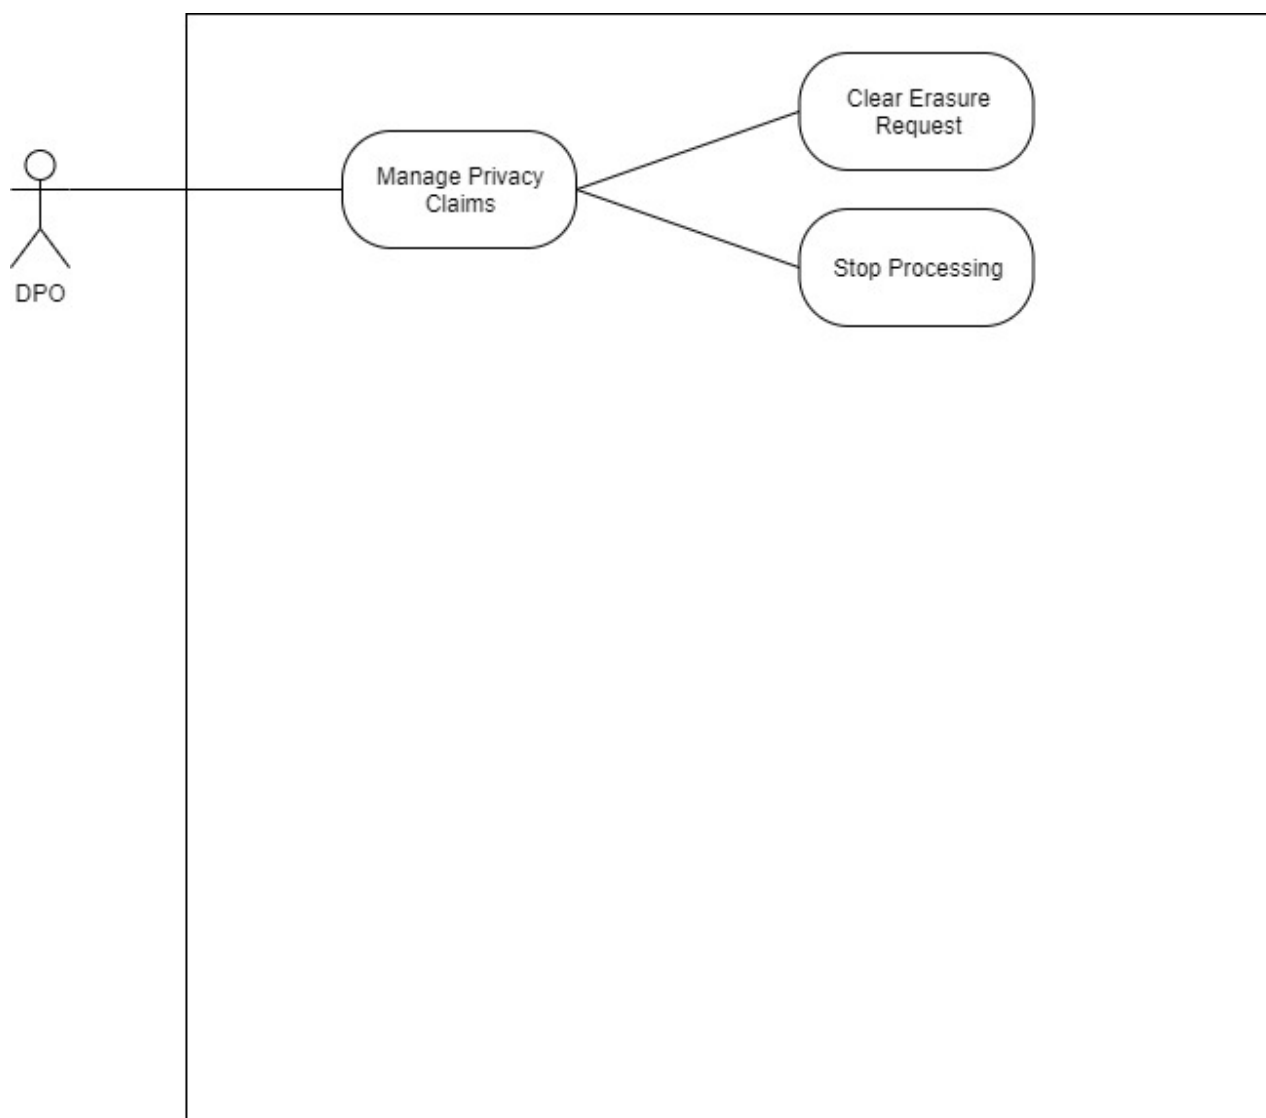 Clear Erasure
Request
Manage Privacy
Claims
Stop Processing
DPO